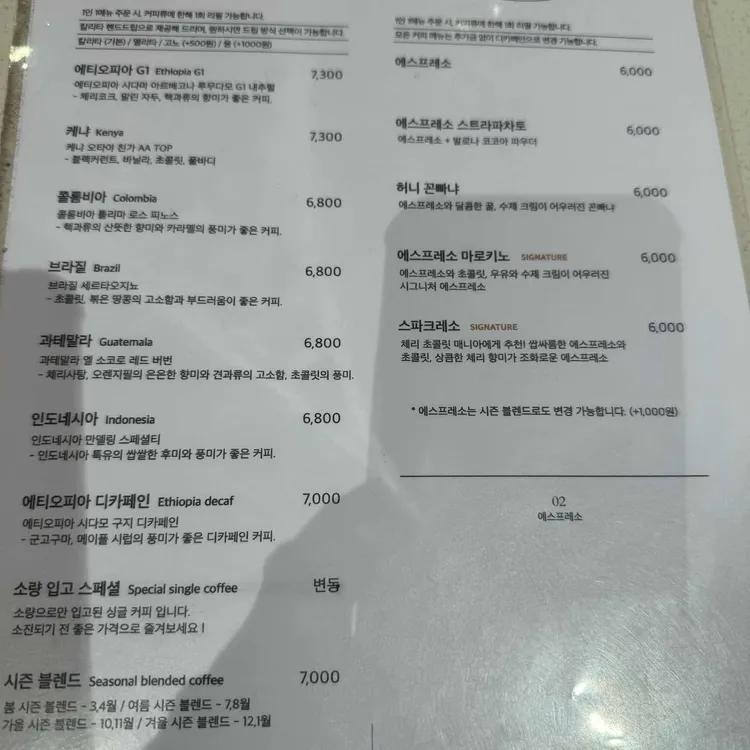 1인 1메뉴 주문 시, 커피류에 한해 1회 리필 가능합니다.
칼리타 핸드드립으로 제공해 드리며, 원하시면 드립 방식 선택이 가능합니다.
칼리타 (기본) / 멜리타 / 고노 (+500원) / 융 (+1000원)
에티오피아 G1 Ethiopia G1 7,300
에티오피아 시다마 아르베고나 루무다모 G1 내추럴
- 체리코크, 말린 자두, 핵과류의 향미가 좋은 커피.
케냐 Kenya 7,300
케냐 오타야 친가 AA TOP
- 블랙커런트, 바닐라, 초콜릿, 풀바디
콜롬비아 Colombia 6,800
콜롬비아 톨리마 로스 피노스
- 핵과류의 산뜻한 향미와 카라멜의 풍미가 좋은 커피.
브라질 Brazil 6,800
브라질 세르타오지뇨
- 초콜릿, 볶은 땅콩의 고소함과 부드러움이 좋은 커피.
과테말라 Guatemala 6,800
과테말라 엘 소코로 레드 버번
- 체리사탕, 오렌지필의 은은한 향미와 견과류의 고소함, 초콜릿의 풍미.
인도네시아 Indonesia 6,800
인도네시아 만델링 스페셜티
- 인도네시아 특유의 쌉쌀한 후미와 풍미가 좋은 커피.
에티오피아 디카페인 Ethiopia decaf 7,000
에티오피아 시다모 구지 디카페인
- 군고구마, 메이플 시럽의 풍미가 좋은 디카페인 커피.
소량 입고 스페셜 Special single coffee 변동
소량으로만 입고된 싱글 커피 입니다.
소진되기 전 좋은 가격으로 즐겨보세요 !
시즌 블렌드 Seasonal blended coffee 7,000
봄 시즌 블렌드 - 3,4월 / 여름 시즌 블렌드 - 7,8월
가을 시즌 블렌드 - 10,11월 / 겨울 시즌 블렌드 - 12,1월
1인 1메뉴 주문 시, 커피류에 한해 1회 리필 가능합니다.
모든 커피 메뉴는 추가금 없이 디카페인으로 변경 가능합니다.
에스프레소 6,000
에스프레소 스트라파차토 6,000
에스프레소 + 발로나 코코아 파우더
허니 꼰빠냐 6,000
에스프레소와 달콤한 꿀, 수제 크림이 어우러진 꼰빠냐
에스프레소 마로키노 SIGNATURE 6,000
에스프레소와 초콜릿, 우유와 수제 크림이 어우러진
시그니처 에스프레소
스파크레소 SIGNATURE 6,000
체리 초콜릿 매니아에게 추천! 쌉싸름한 에스프레소와
초콜릿, 상큼한 체리 향미가 조화로운 에스프레소
* 에스프레소는 시즌 블렌드로도 변경 가능합니다. (+1,000원)
02
에스프레소